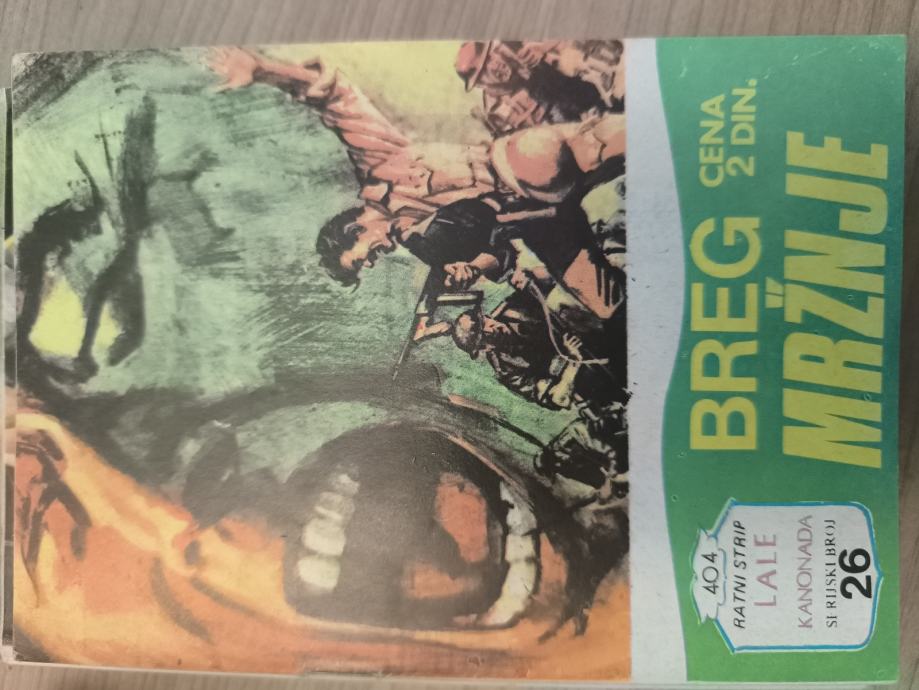 404
RATNI STRIP
LALE
KANONADA
SERIJSKI BROJ
26
BREG
MRŽNJE
CENA
2 DIN.